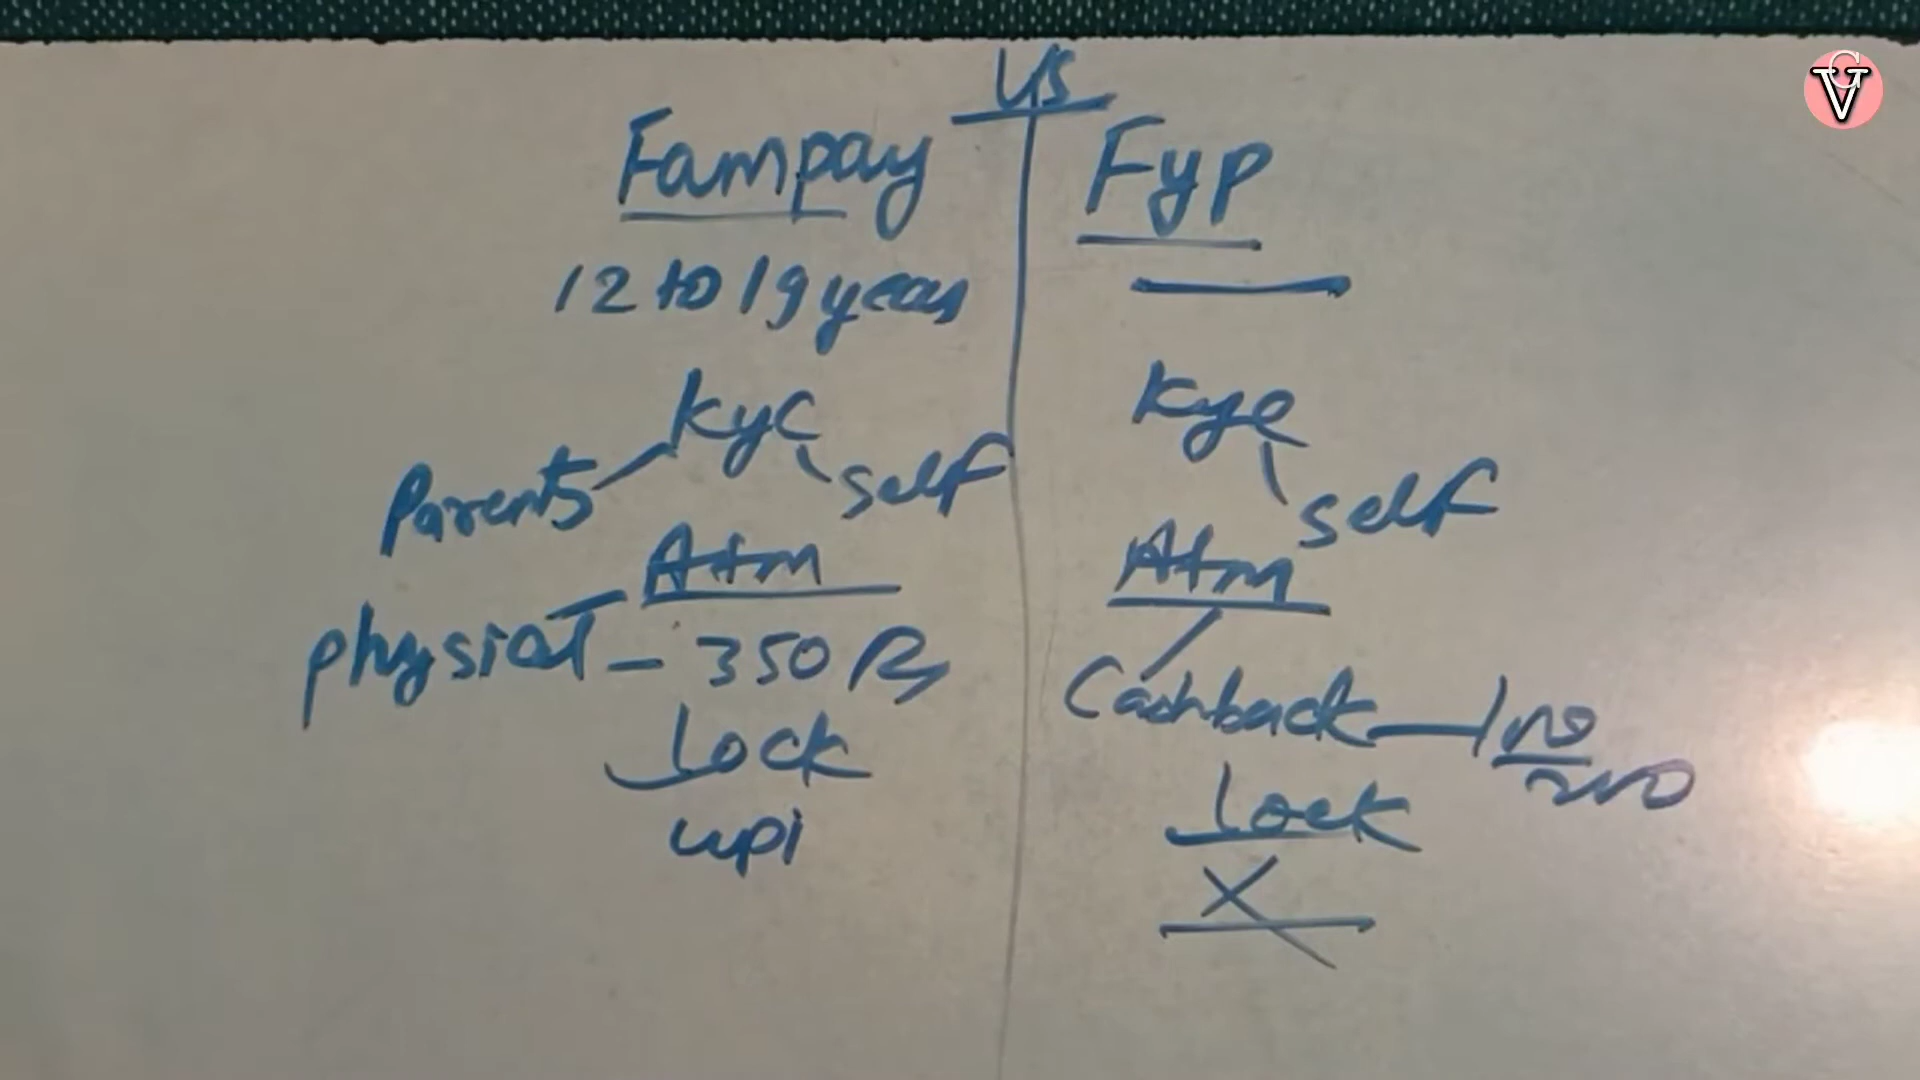 VS
Fampay
12 to 19 years
Kyc
Parents
self
Atm
physical - 350 Rs
Lock
upi
Fyp
Kyc
self
Atm
Cashback
Lock
X